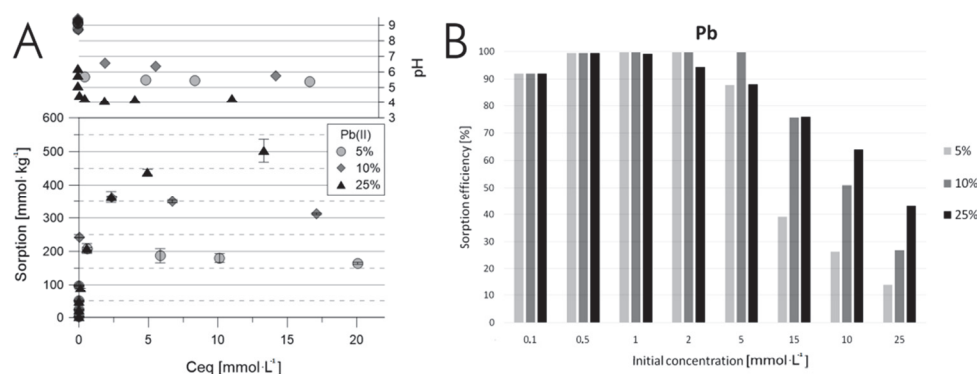 A
9
8
7
6
5
4
3
pH
600
500
400
300
200
100
0
Sorption [mmol· kg⁻¹]
Pb(II)
5%
10%
25%
0 5 10 15 20
Ceq [mmol·L⁻¹]
B
Pb
100
90
80
70
60
50
40
30
20
10
0
Sorption efficiency [%]
0,1 0,5 1 2 5 15 10 25
Initial concentration [mmol·L⁻¹]
5%
10%
25%